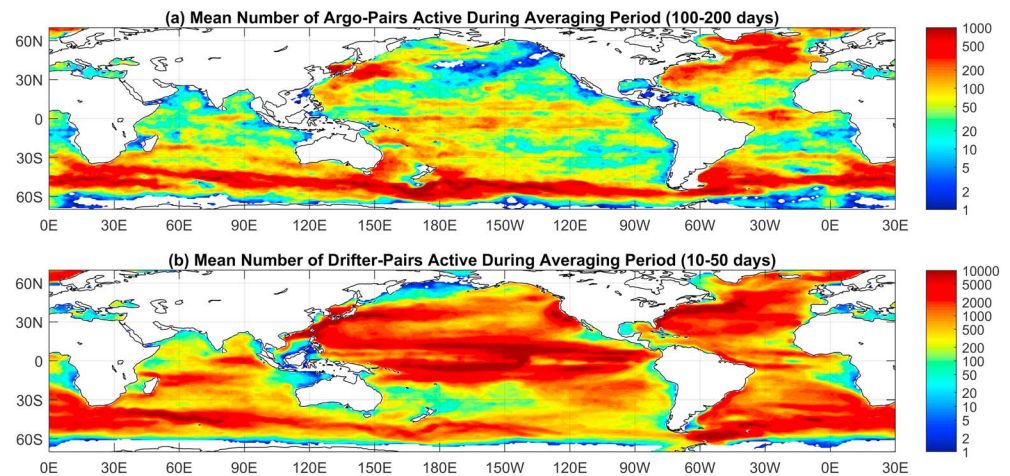 (a) Mean Number of Argo-Pairs Active During Averaging Period (100-200 days)
60N
30N
0
30S
60S
0E 30E 60E 90E 120E 150E 180E 150W 120W 90W 60W 30W 0E 30E
1000
500
200
100
50
20
10
5
2
1
(b) Mean Number of Drifter-Pairs Active During Averaging Period (10-50 days)
60N
30N
0
30S
60S
0E 30E 60E 90E 120E 150E 180E 150W 120W 90W 60W 30W 0E 30E
10000
5000
2000
1000
500
200
100
50
20
10
5
2
1